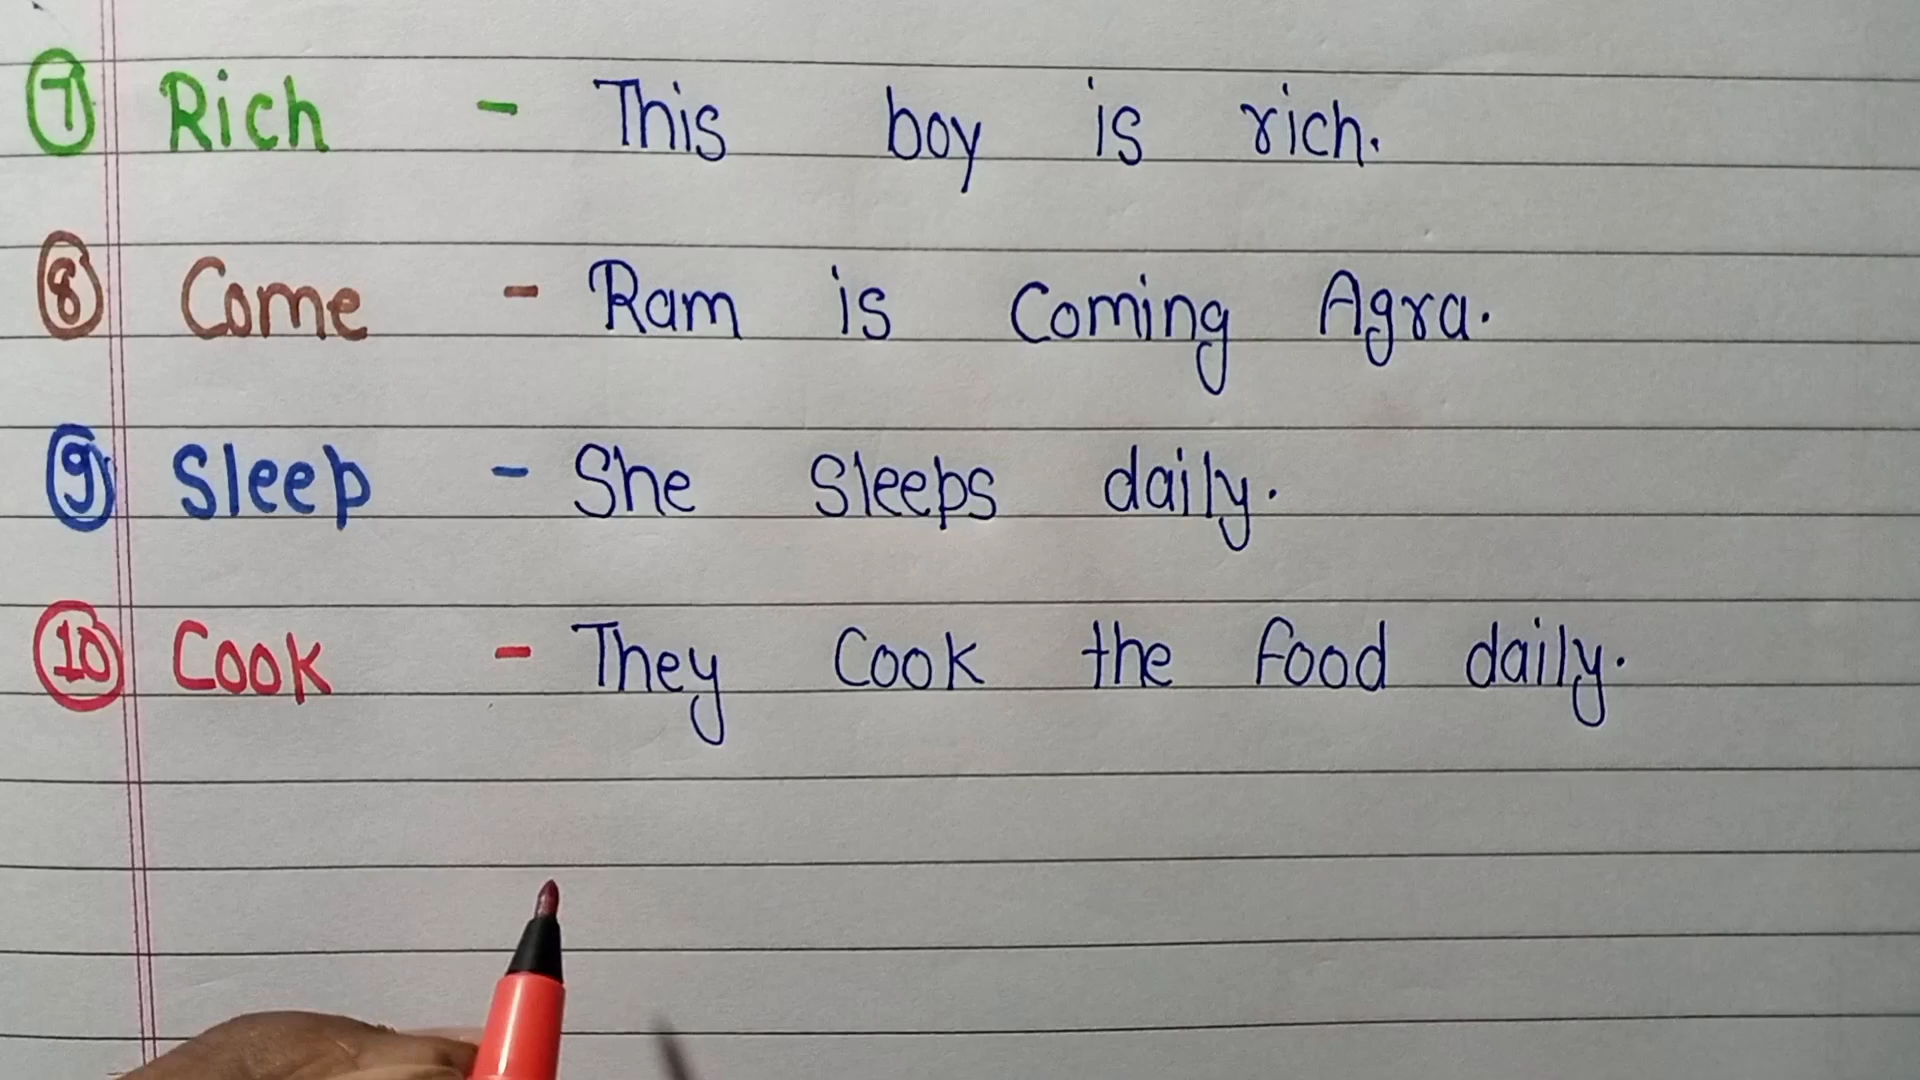 7 Rich - This boy is rich.
8 Come - Ram is Coming Agra.
9 Sleep - She Sleeps daily.
10 Cook - They Cook the food daily.